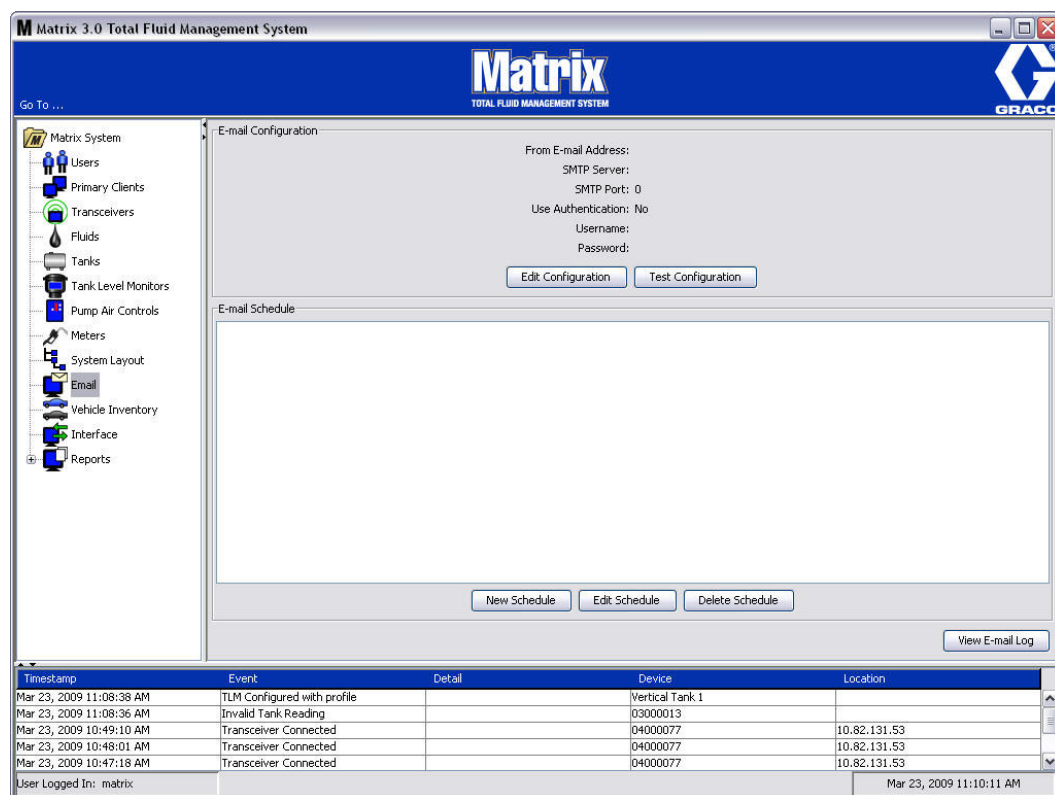 Matrix 3.0 Total Fluid Management System
Matrix
TOTAL FLUID MANAGEMENT SYSTEM
Go To ...
GRACO
Matrix System
Users
Primary Clients
Transceivers
Fluids
Tanks
Tank Level Monitors
Pump Air Controls
Meters
System Layout
Email
Vehicle Inventory
Interface
Reports
E-mail Configuration
From E-mail Address:
SMTP Server:
SMTP Port: 0
Use Authentication: No
Username:
Password:
Edit Configuration Test Configuration
E-mail Schedule
New Schedule Edit Schedule Delete Schedule
View E-mail Log
Timestamp Event Detail Device Location
Mar 23, 2009 11:08:38 AM TLM Configured with profile Vertical Tank 1
Mar 23, 2009 11:08:36 AM Invalid Tank Reading 03000013
Mar 23, 2009 10:49:10 AM Transceiver Connected 04000077 10.82.131.53
Mar 23, 2009 10:48:01 AM Transceiver Connected 04000077 10.82.131.53
Mar 23, 2009 10:47:18 AM Transceiver Connected 04000077 10.82.131.53
User Logged In: matrix Mar 23, 2009 11:10:11 AM